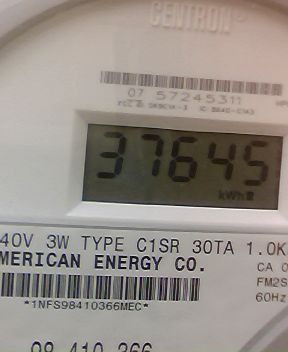 CENTRON®
07 57245311
37645
kWh
40V 3W TYPE C1SR 30TA 1.0K
MERICAN ENERGY CO.
CA 0
FM2S
60Hz
*1NFS98410366MEC*
98 410 366